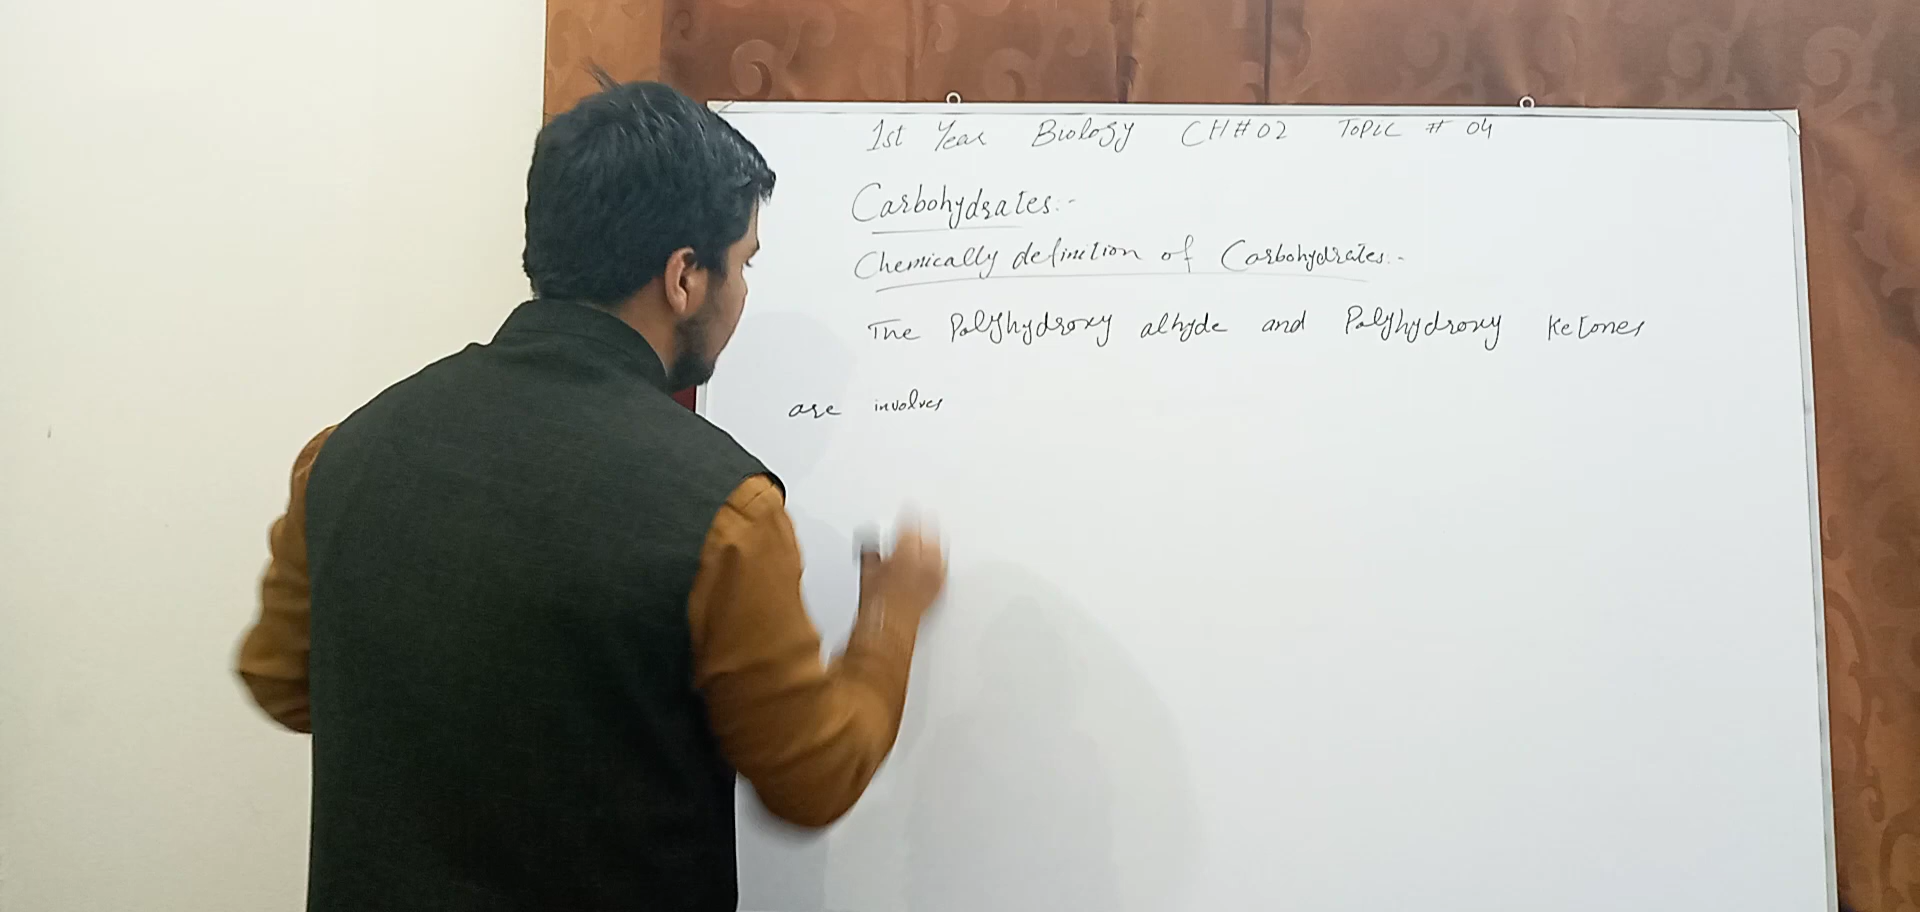 1st Year Biology CH#02 Topic # 04
Carbohydrates:-
Chemically definition of Carbohydrates:-
The Polyhydroxy alhyde and Polyhydroxy Ketones
are involves